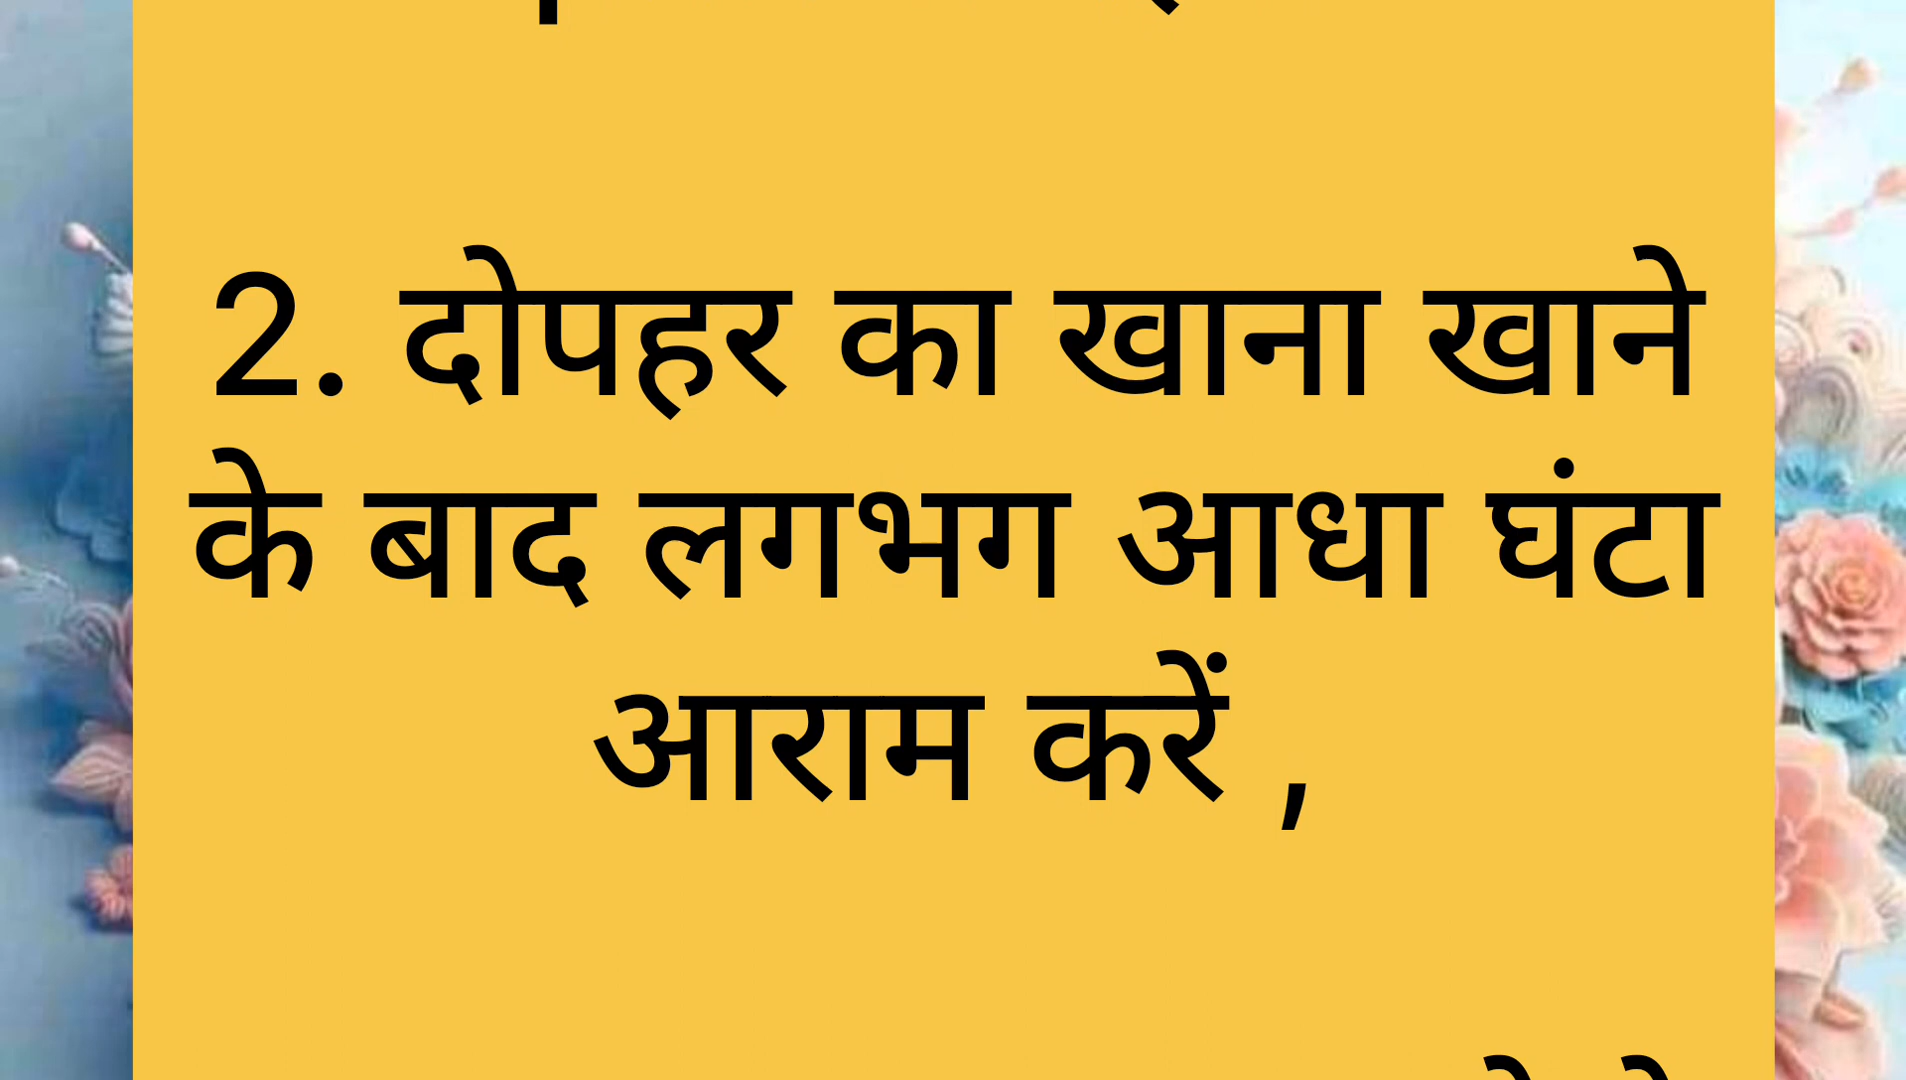 2. दोपहर का खाना खाने
के बाद लगभग आधा घंटा
आराम करें ,